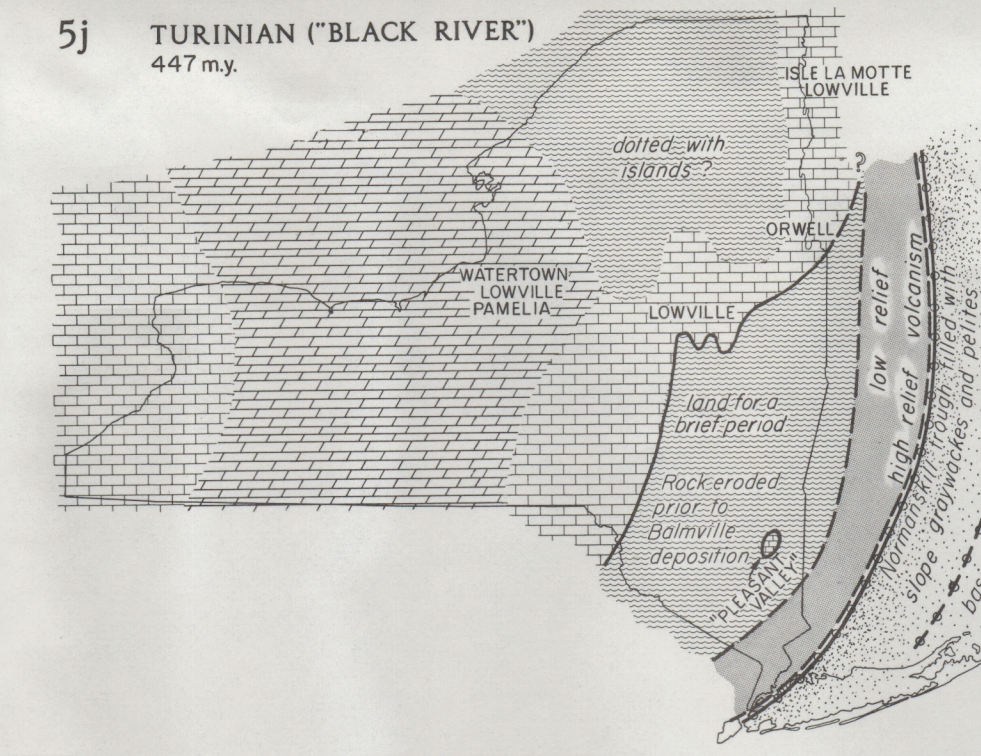 5j TURINIAN ("BLACK RIVER")
447 m.y.
ISLE LA MOTTE
LOWVILLE
dotted with
islands ?
?
ORWELL
WATERTOWN
LOWVILLE
PAMELIA
LOWVILLE
low relief
high relief volcanism
Normanskill trough filled with
slope graywackes and pelites
land for a
brief period
Rock eroded
prior to
Balmville
deposition
"PLEASANT
VALLEY"